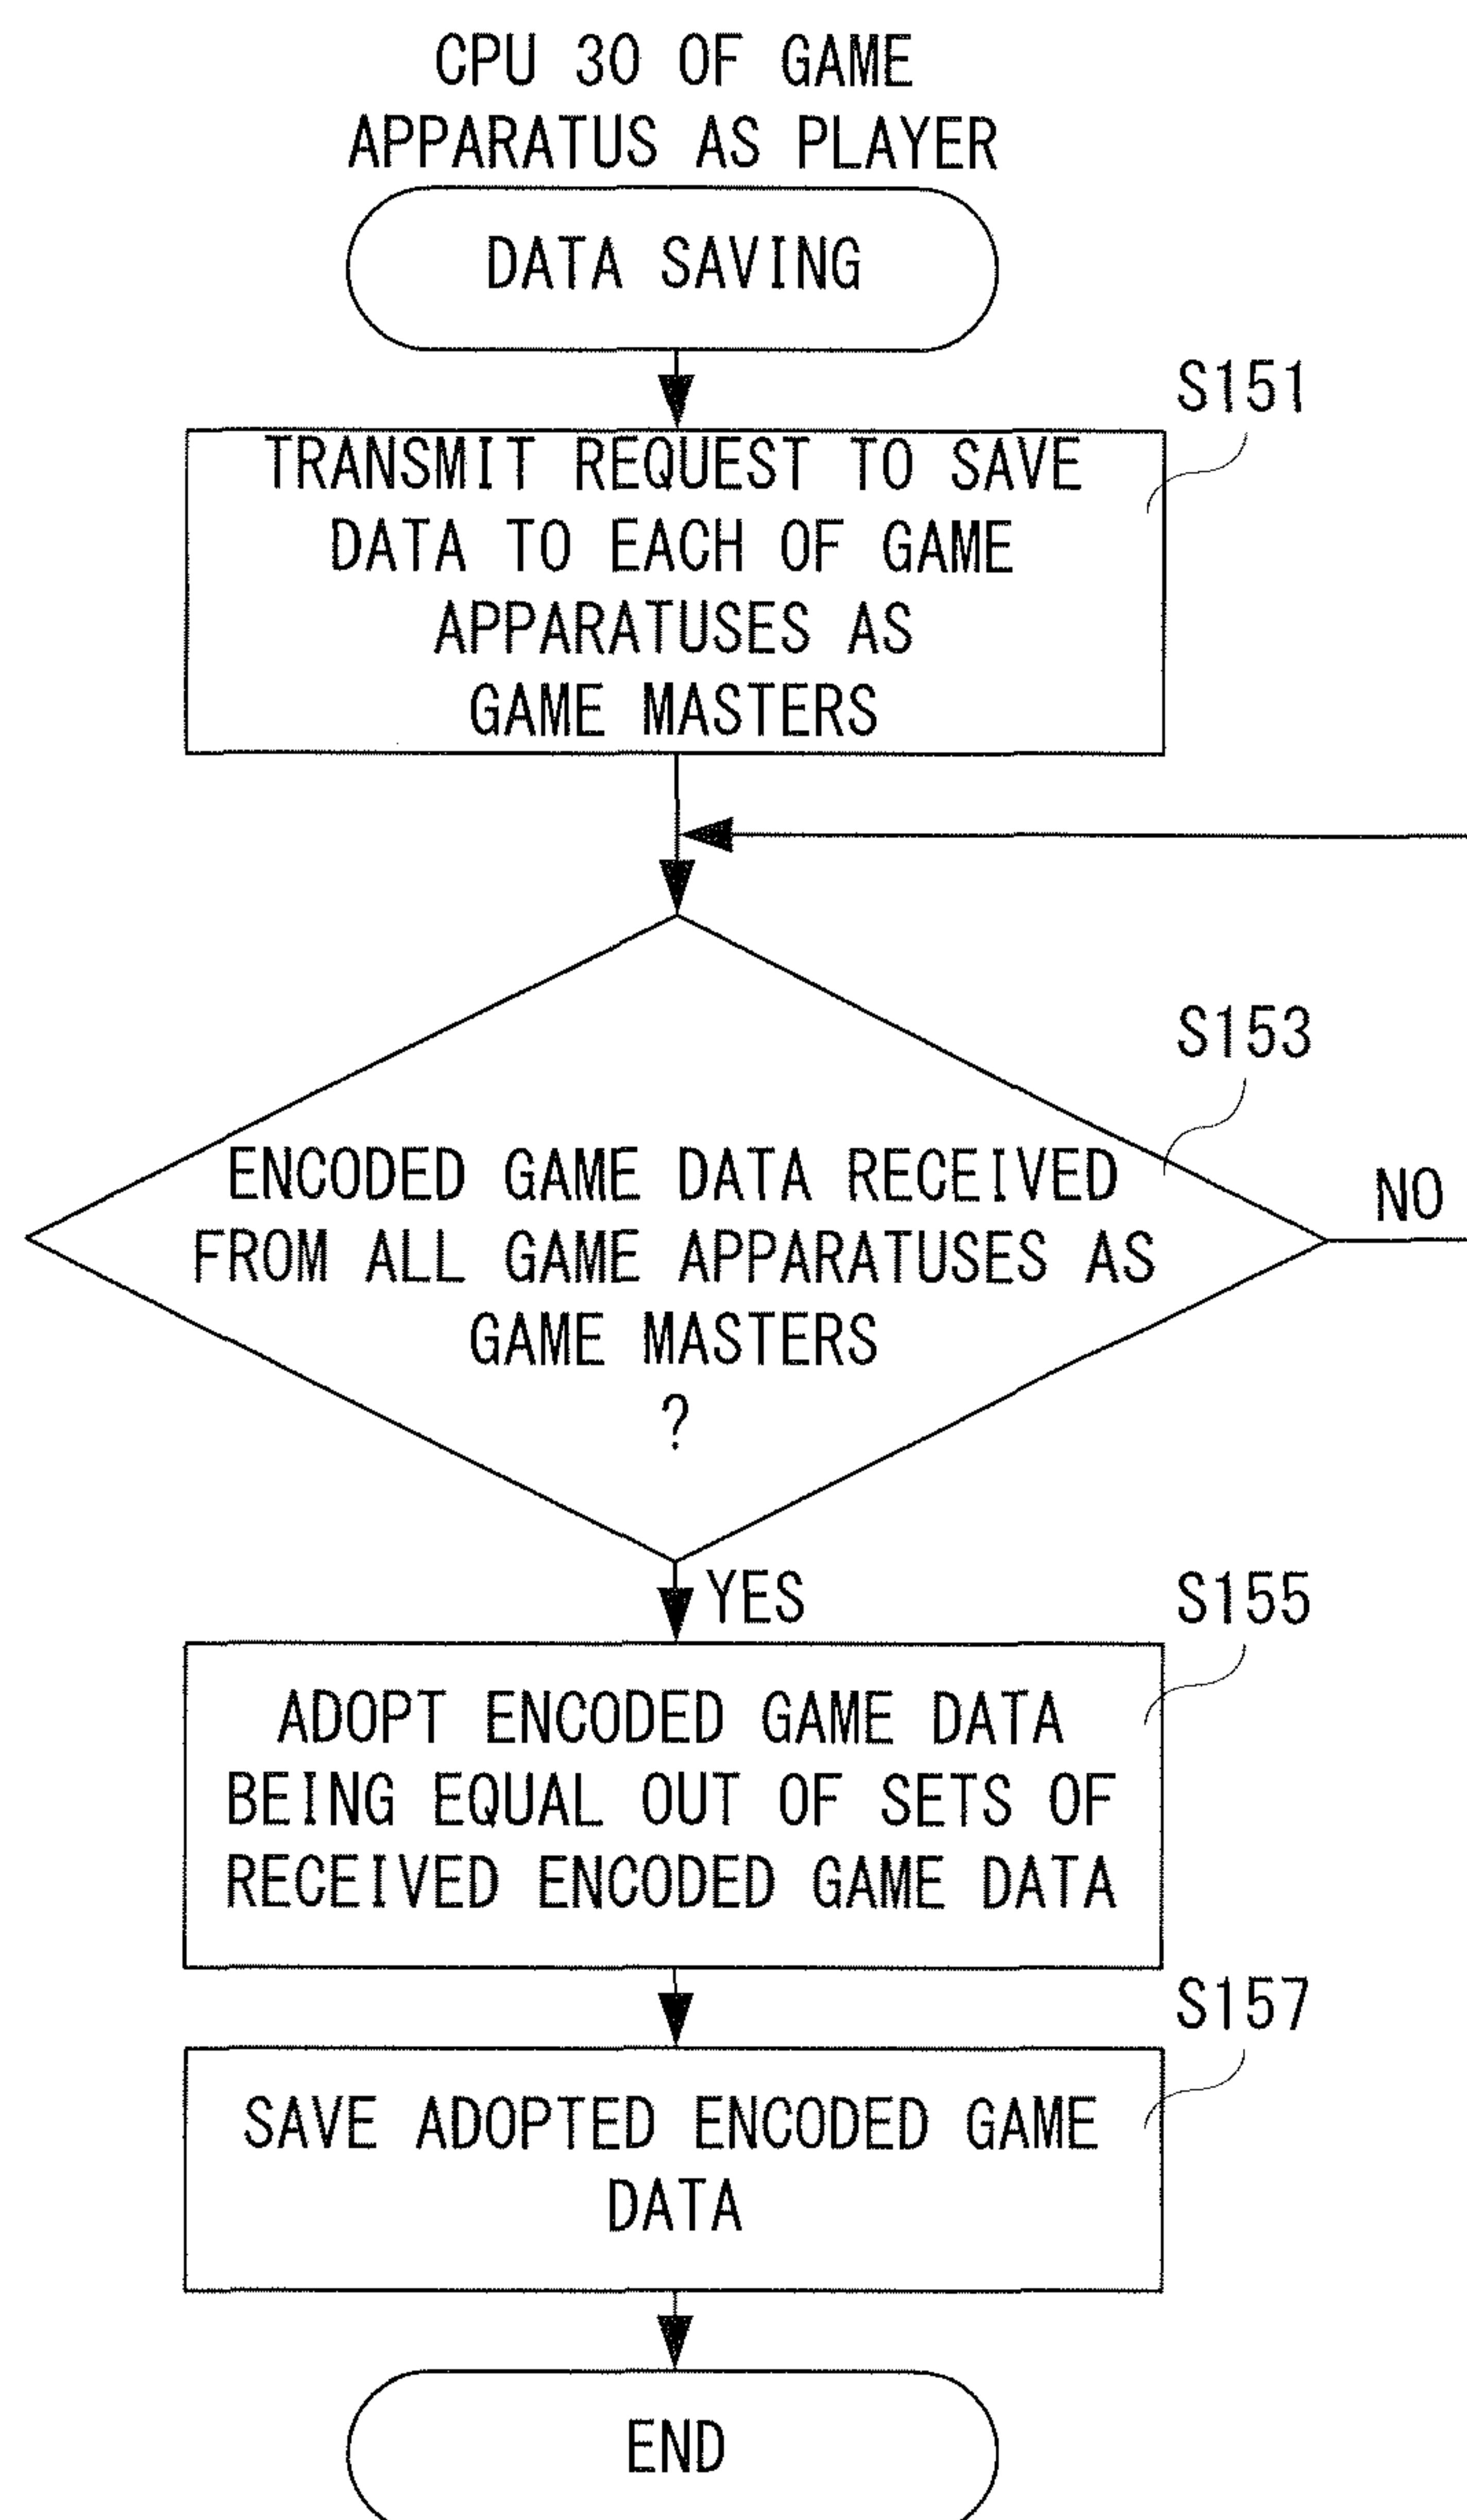 CPU 30 OF GAME
APPARATUS AS PLAYER
DATA SAVING
S151
TRANSMIT REQUEST TO SAVE
DATA TO EACH OF GAME
APPARATUSES AS
GAME MASTERS
S153
ENCODED GAME DATA RECEIVED
FROM ALL GAME APPARATUSES AS
GAME MASTERS
?
NO
YES
S155
ADOPT ENCODED GAME DATA
BEING EQUAL OUT OF SETS OF
RECEIVED ENCODED GAME DATA
S157
SAVE ADOPTED ENCODED GAME
DATA
END